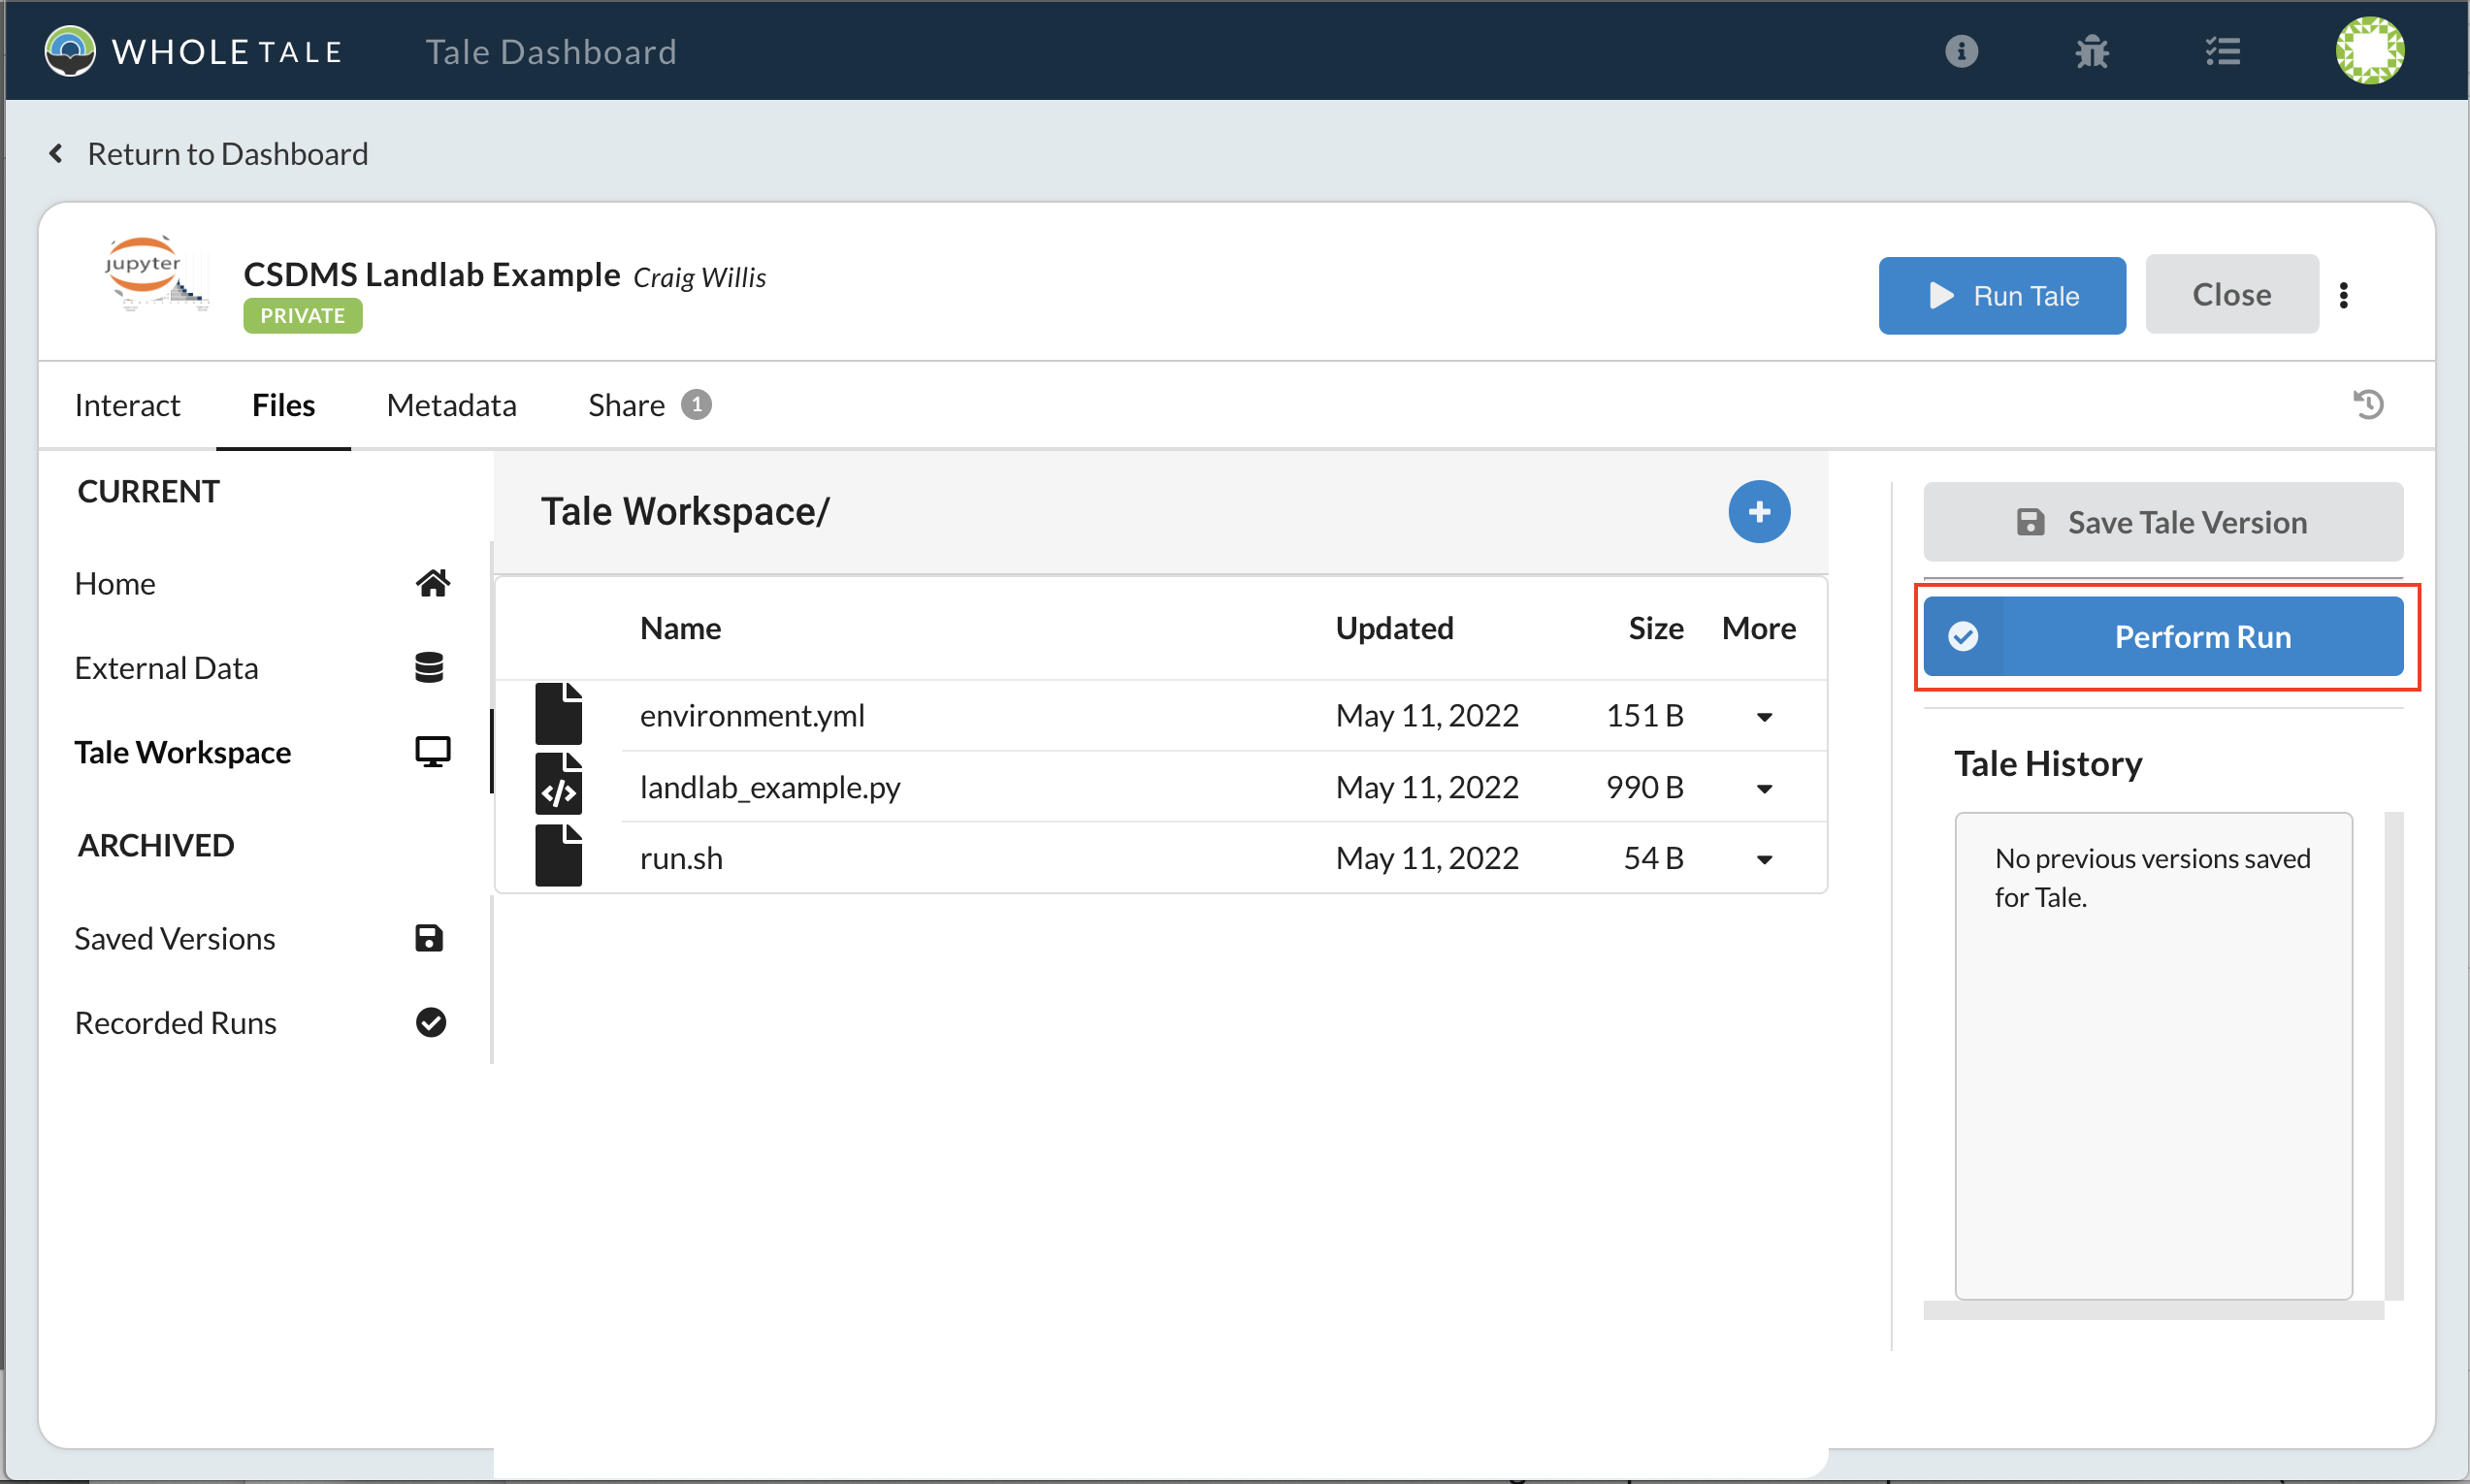 WHOLE TALE Tale Dashboard
Return to Dashboard
jupyter
CSDMS Landlab Example Craig Willis
PRIVATE
Run Tale
Close
Interact Files Metadata Share 1
CURRENT
Home
External Data
Tale Workspace
ARCHIVED
Saved Versions
Recorded Runs
Tale Workspace/
Name Updated Size More
environment.yml May 11, 2022 151 B
landlab_example.py May 11, 2022 990 B
run.sh May 11, 2022 54 B
Save Tale Version
Perform Run
Tale History
No previous versions saved
for Tale.